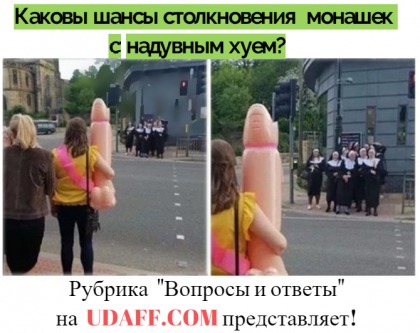 Каковы шансы столкновения монашек
с надувным хуем?
Рубрика "Вопросы и ответы"
на UDAFF.COM представляет!